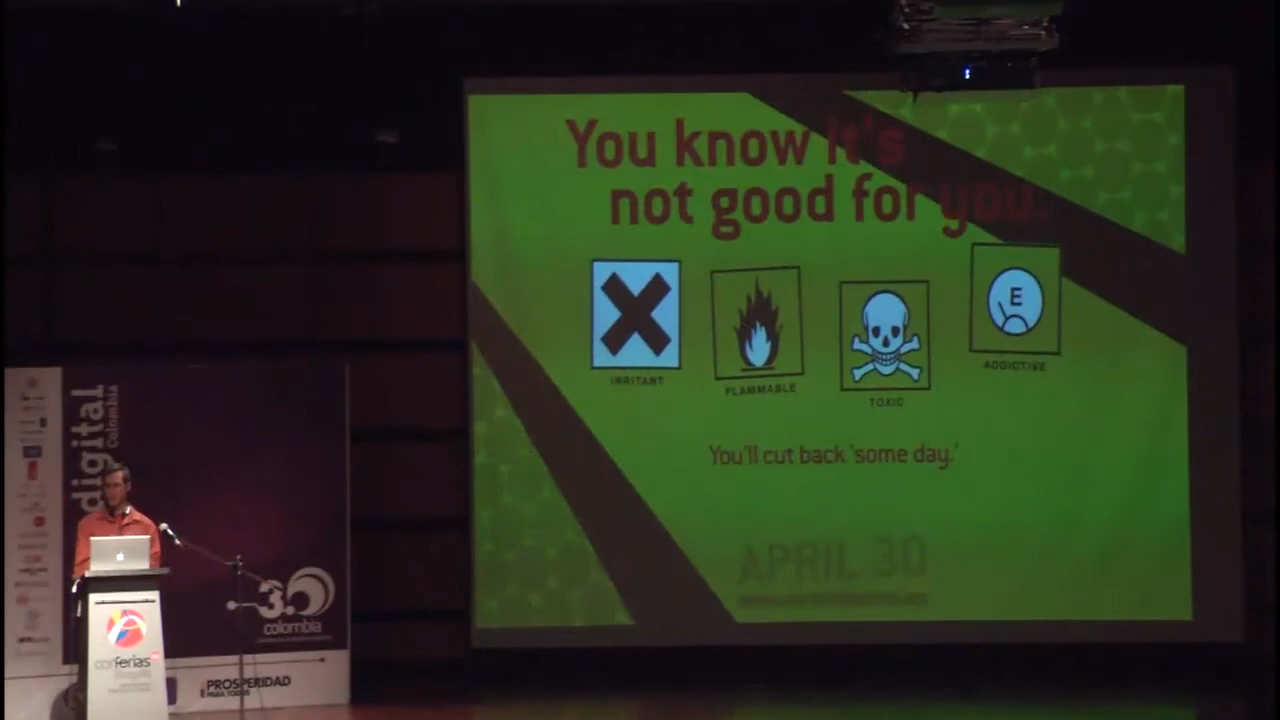 You know it's
not good for you.
E
IRRITANT
FLAMMABLE
TOXIC
ADDICTIVE
You'll cut back 'some day.'
APRIL 30
digital
Colombia
3.0
colombia
corferias
PROSPERIDAD
PARA TODOS